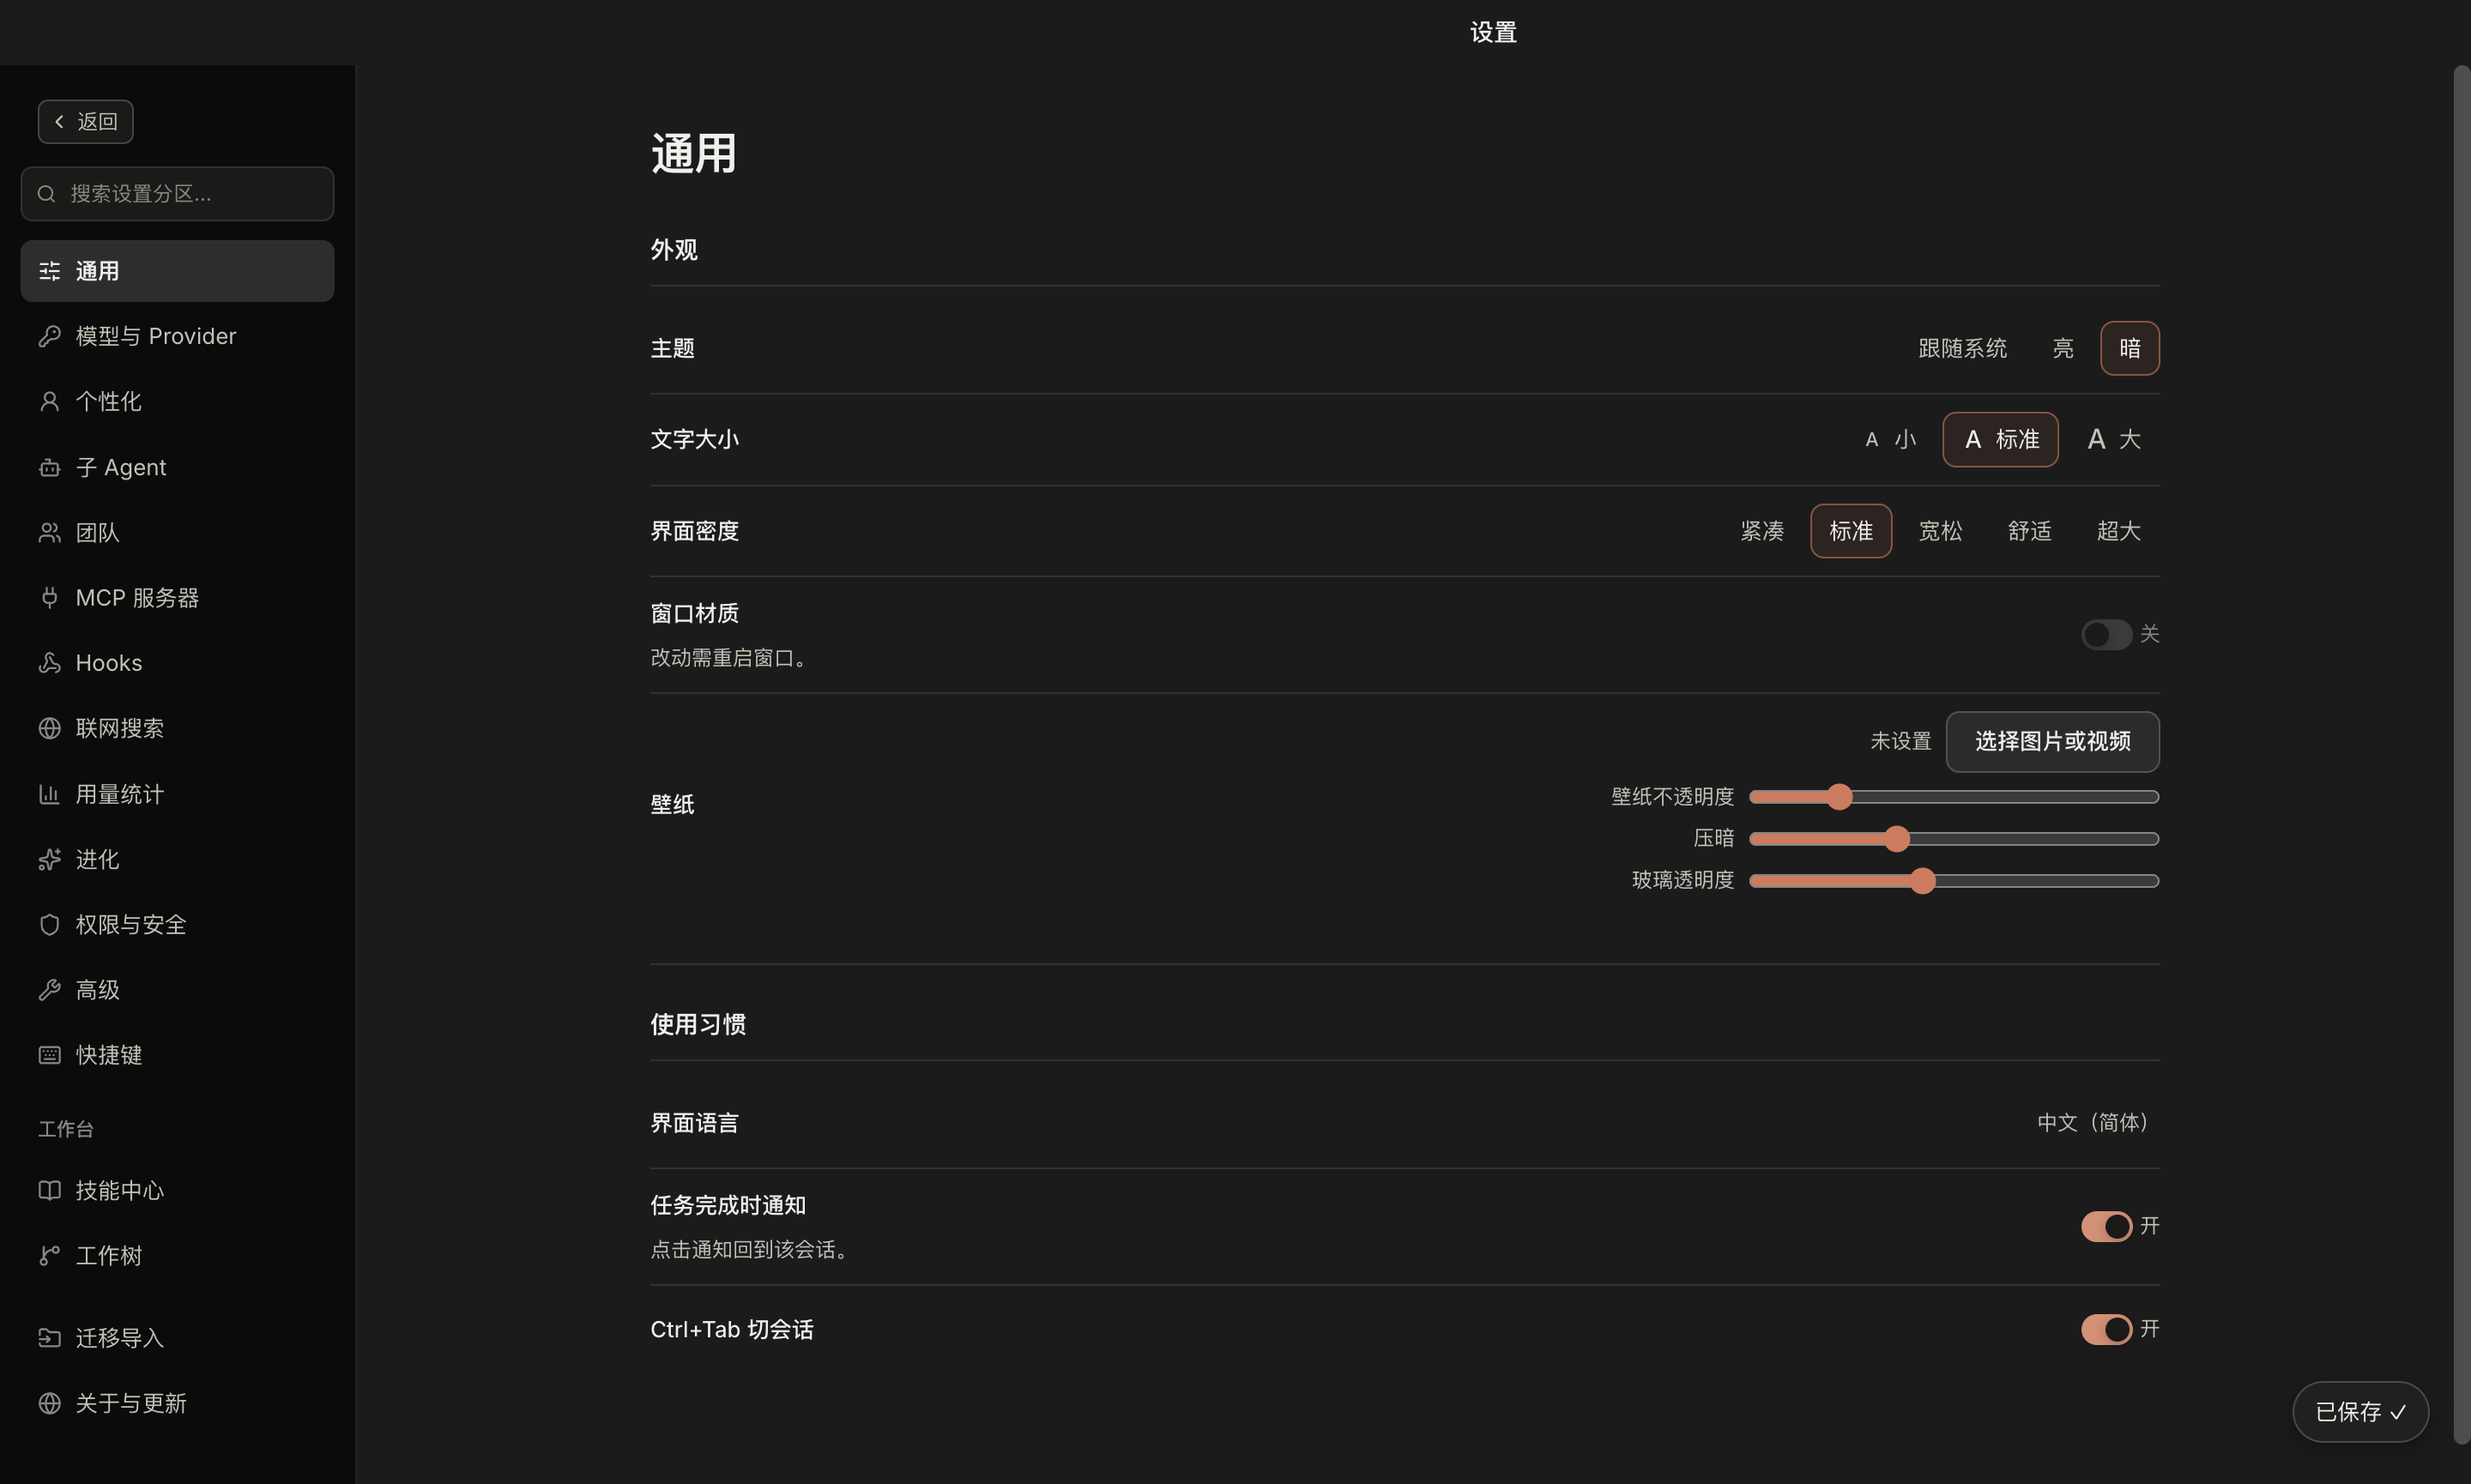 设置
返回
搜索设置分区...
通用
模型与 Provider
个性化
子 Agent
团队
MCP 服务器
Hooks
联网搜索
用量统计
进化
权限与安全
高级
快捷键
工作台
技能中心
工作树
迁移导入
关于与更新
通用
外观
主题
跟随系统 亮 暗
文字大小
A 小 A 标准 A 大
界面密度
紧凑 标准 宽松 舒适 超大
窗口材质
改动需重启窗口。
关
壁纸
未设置 选择图片或视频
壁纸不透明度
压暗
玻璃透明度
使用习惯
界面语言
中文（简体）
任务完成时通知
点击通知回到该会话。
开
Ctrl+Tab 切会话
开
已保存 ✓